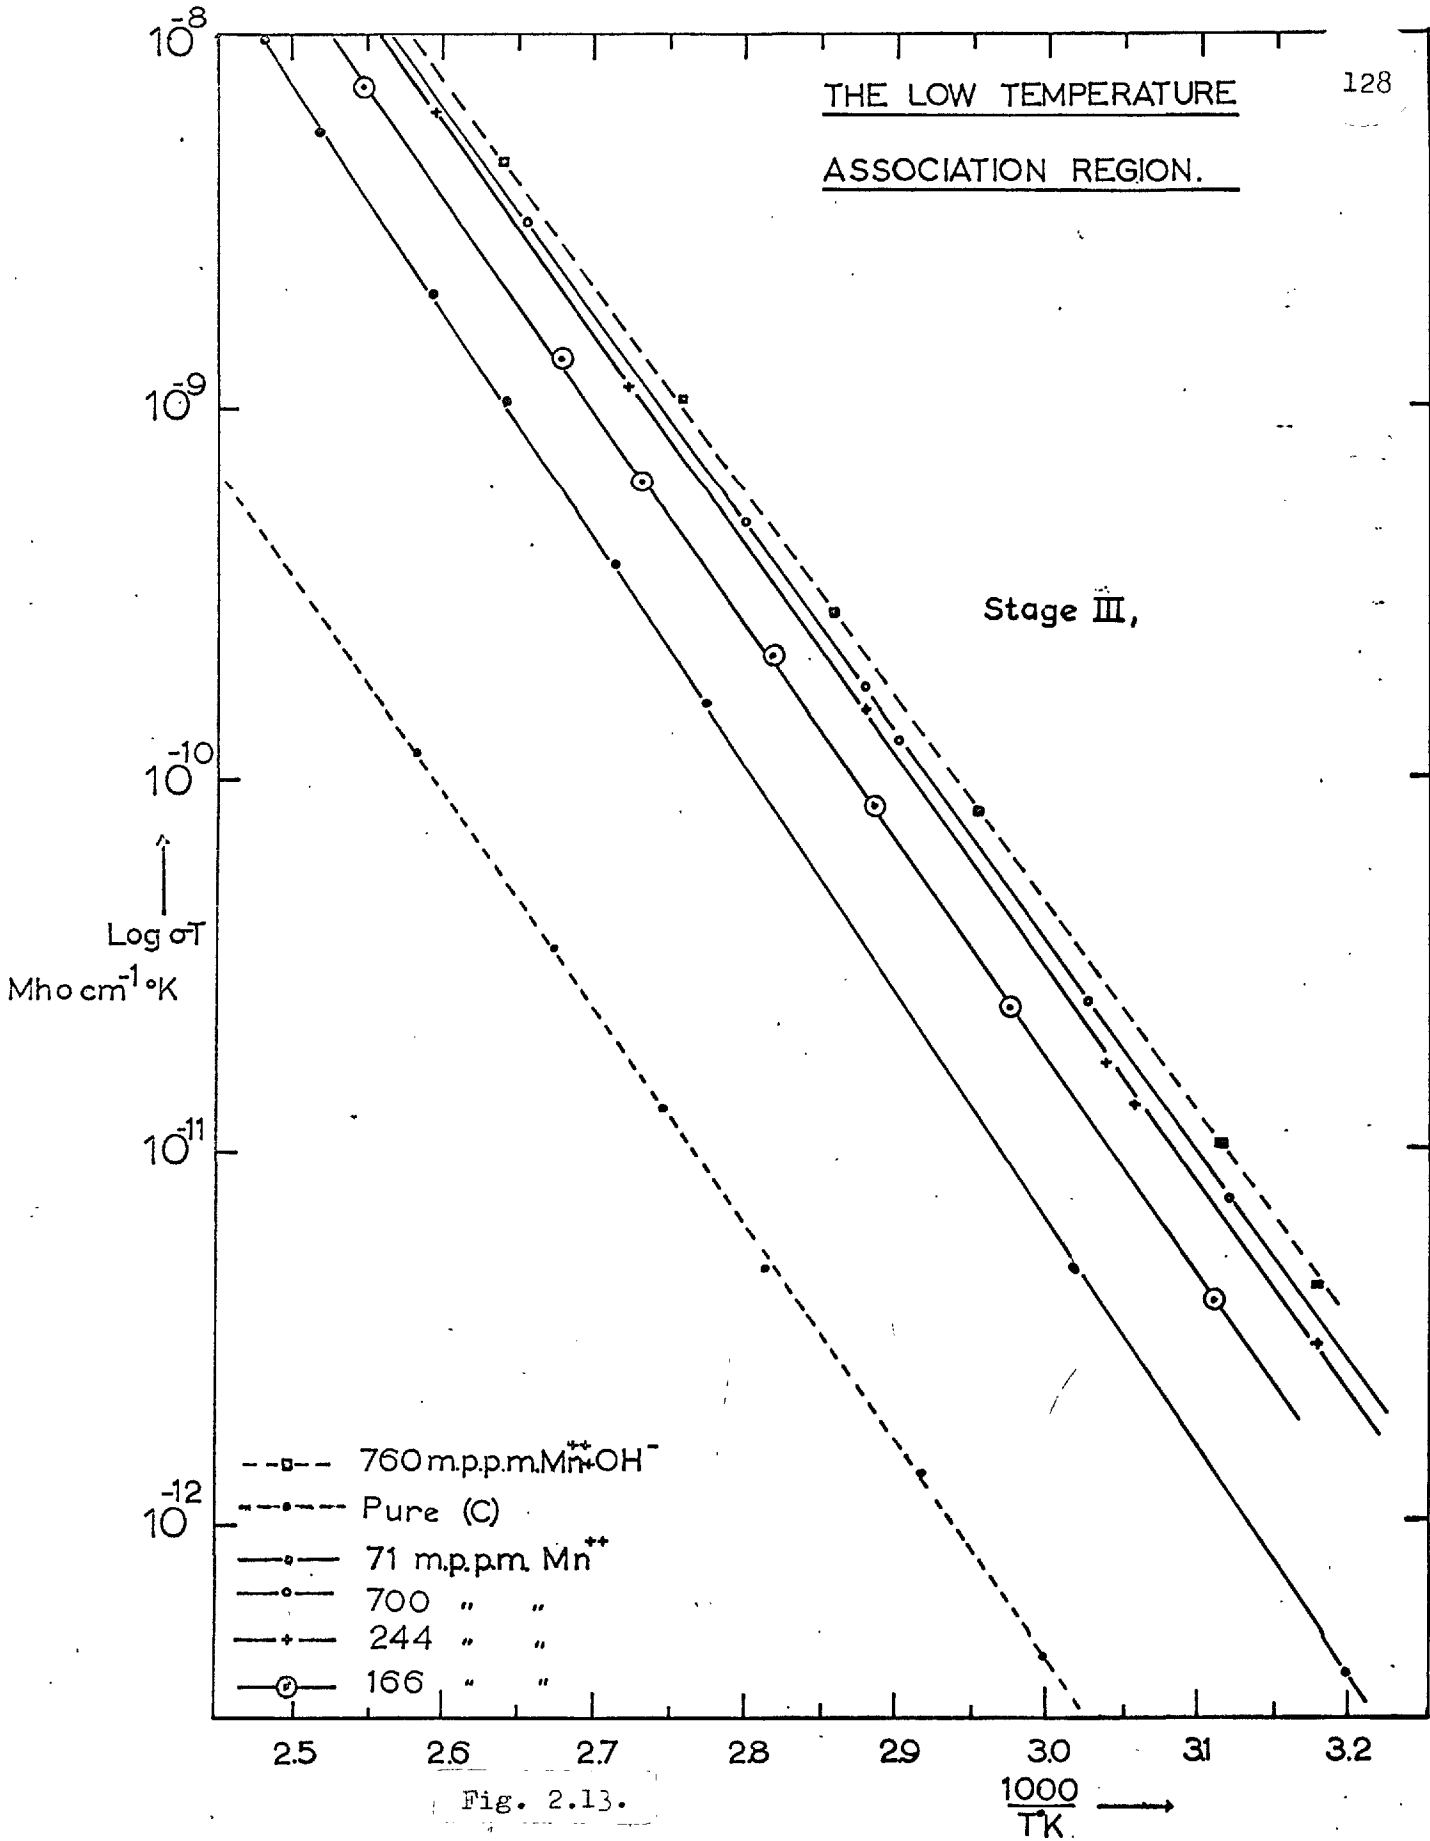 THE LOW TEMPERATURE
128
ASSOCIATION REGION.
10⁻⁸
10⁻⁹
Stage III,
10⁻¹⁰
Log σT
Mho cm⁻¹ °K
10⁻¹¹
10⁻¹²
760 m.p.p.m. Mn⁺⁺+OH⁻
Pure (C)
71 m.p.p.m. Mn⁺⁺
700 " "
244 " "
166 " "
2.5 2.6 2.7 2.8 2.9 3.0 3.1 3.2
1000
T°K
Fig. 2.13.